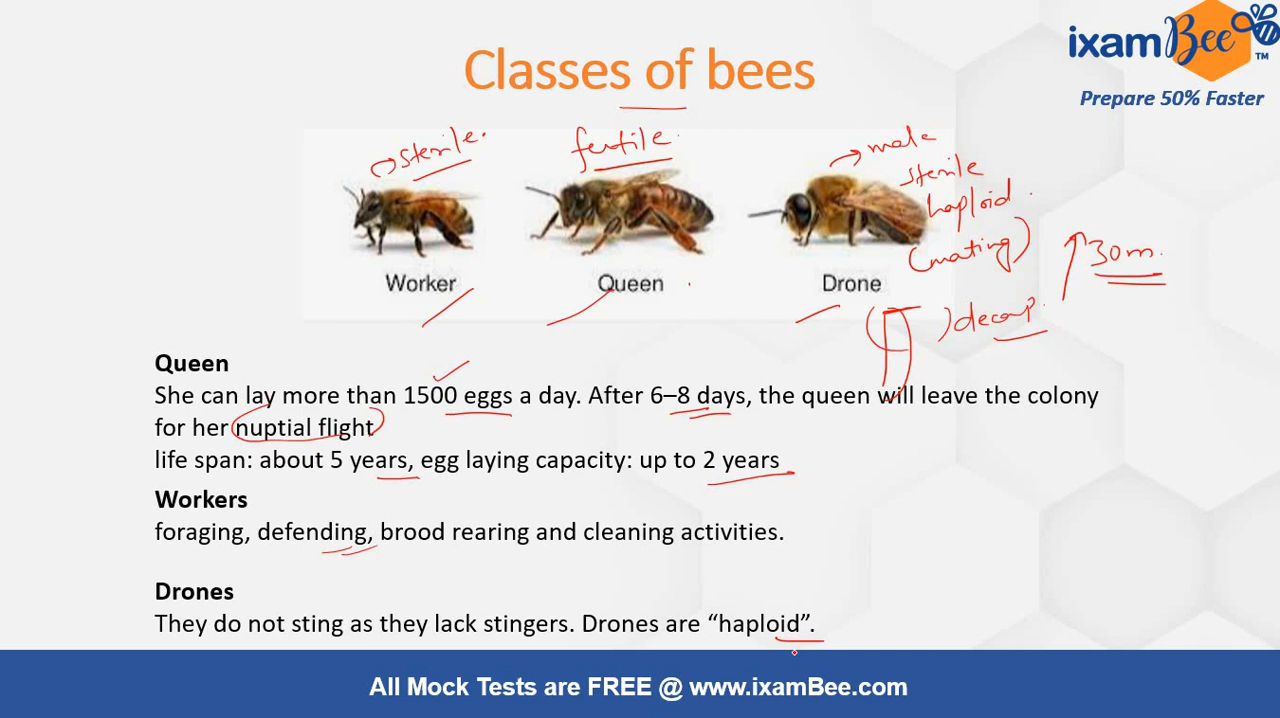 ixamBee
TM
Prepare 50% Faster
Classes of bees
sterile.
fertile
male
sterile
haploid
(mating)
30m.
Worker
Queen
Drone
decap.
Queen
She can lay more than 1500 eggs a day. After 6–8 days, the queen will leave the colony
for her nuptial flight
life span: about 5 years, egg laying capacity: up to 2 years
Workers
foraging, defending, brood rearing and cleaning activities.
Drones
They do not sting as they lack stingers. Drones are “haploid”.
All Mock Tests are FREE @ www.ixamBee.com